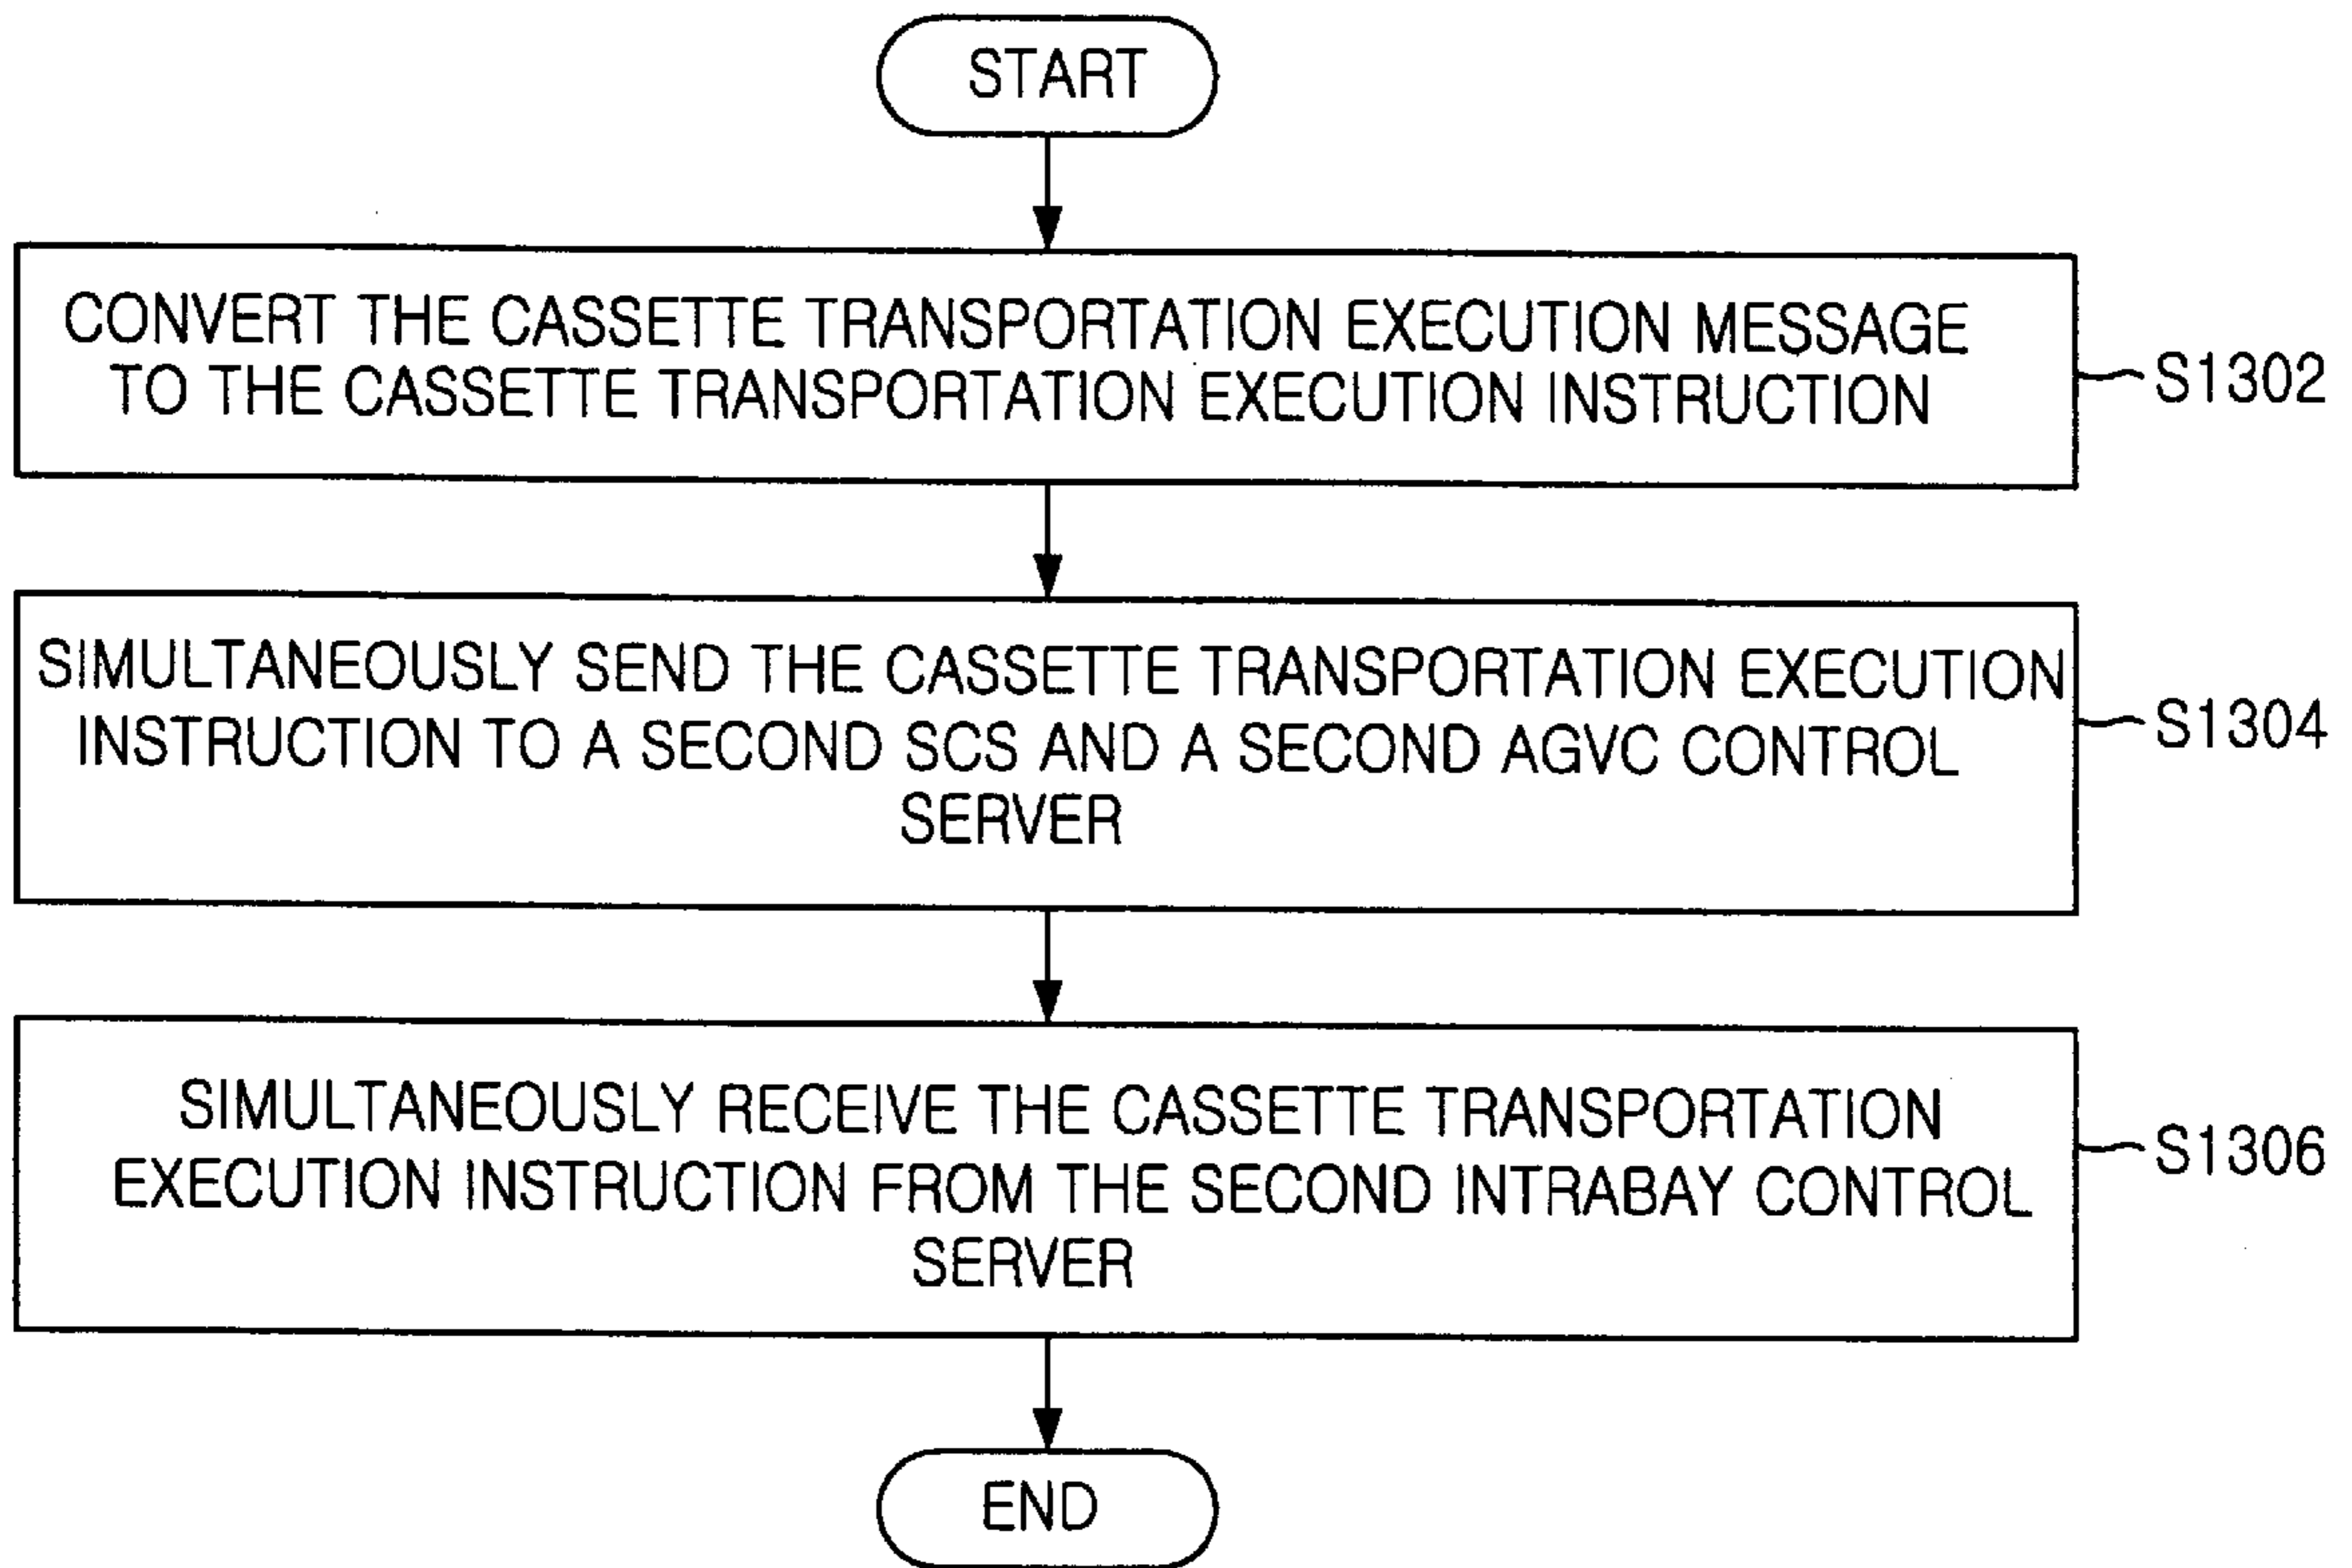 START
CONVERT THE CASSETTE TRANSPORTATION EXECUTION MESSAGE
TO THE CASSETTE TRANSPORTATION EXECUTION INSTRUCTION
S1302
SIMULTANEOUSLY SEND THE CASSETTE TRANSPORTATION EXECUTION
INSTRUCTION TO A SECOND SCS AND A SECOND AGVC CONTROL
SERVER
S1304
SIMULTANEOUSLY RECEIVE THE CASSETTE TRANSPORTATION
EXECUTION INSTRUCTION FROM THE SECOND INTRABAY CONTROL
SERVER
S1306
END